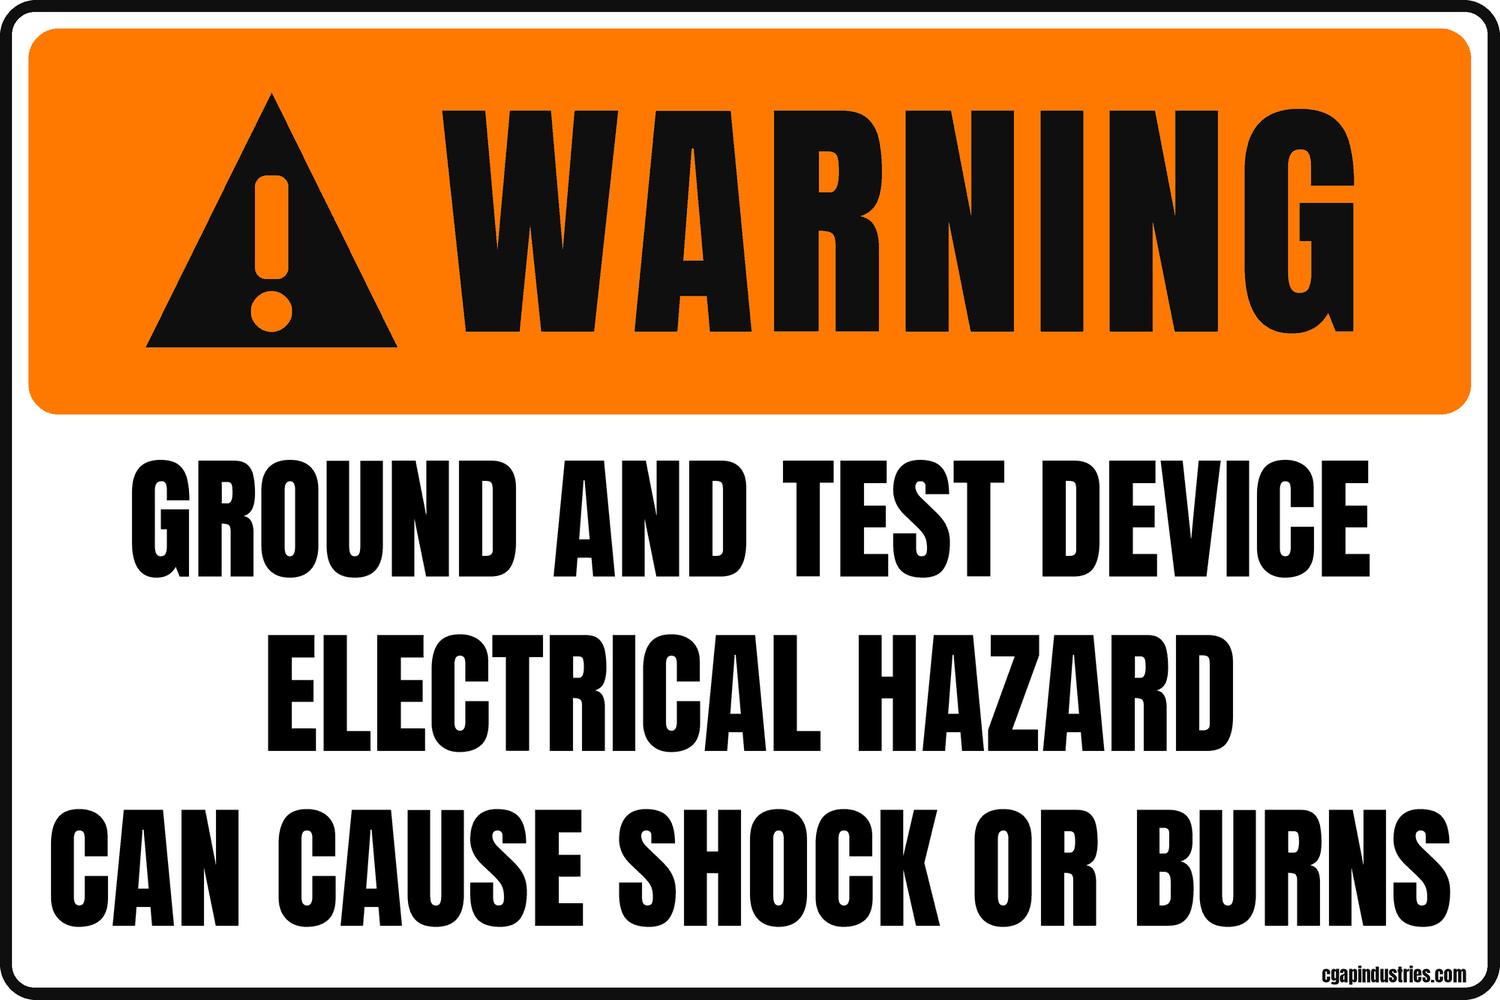 WARNING
GROUND AND TEST DEVICE
ELECTRICAL HAZARD
CAN CAUSE SHOCK OR BURNS
cgapindustries.com